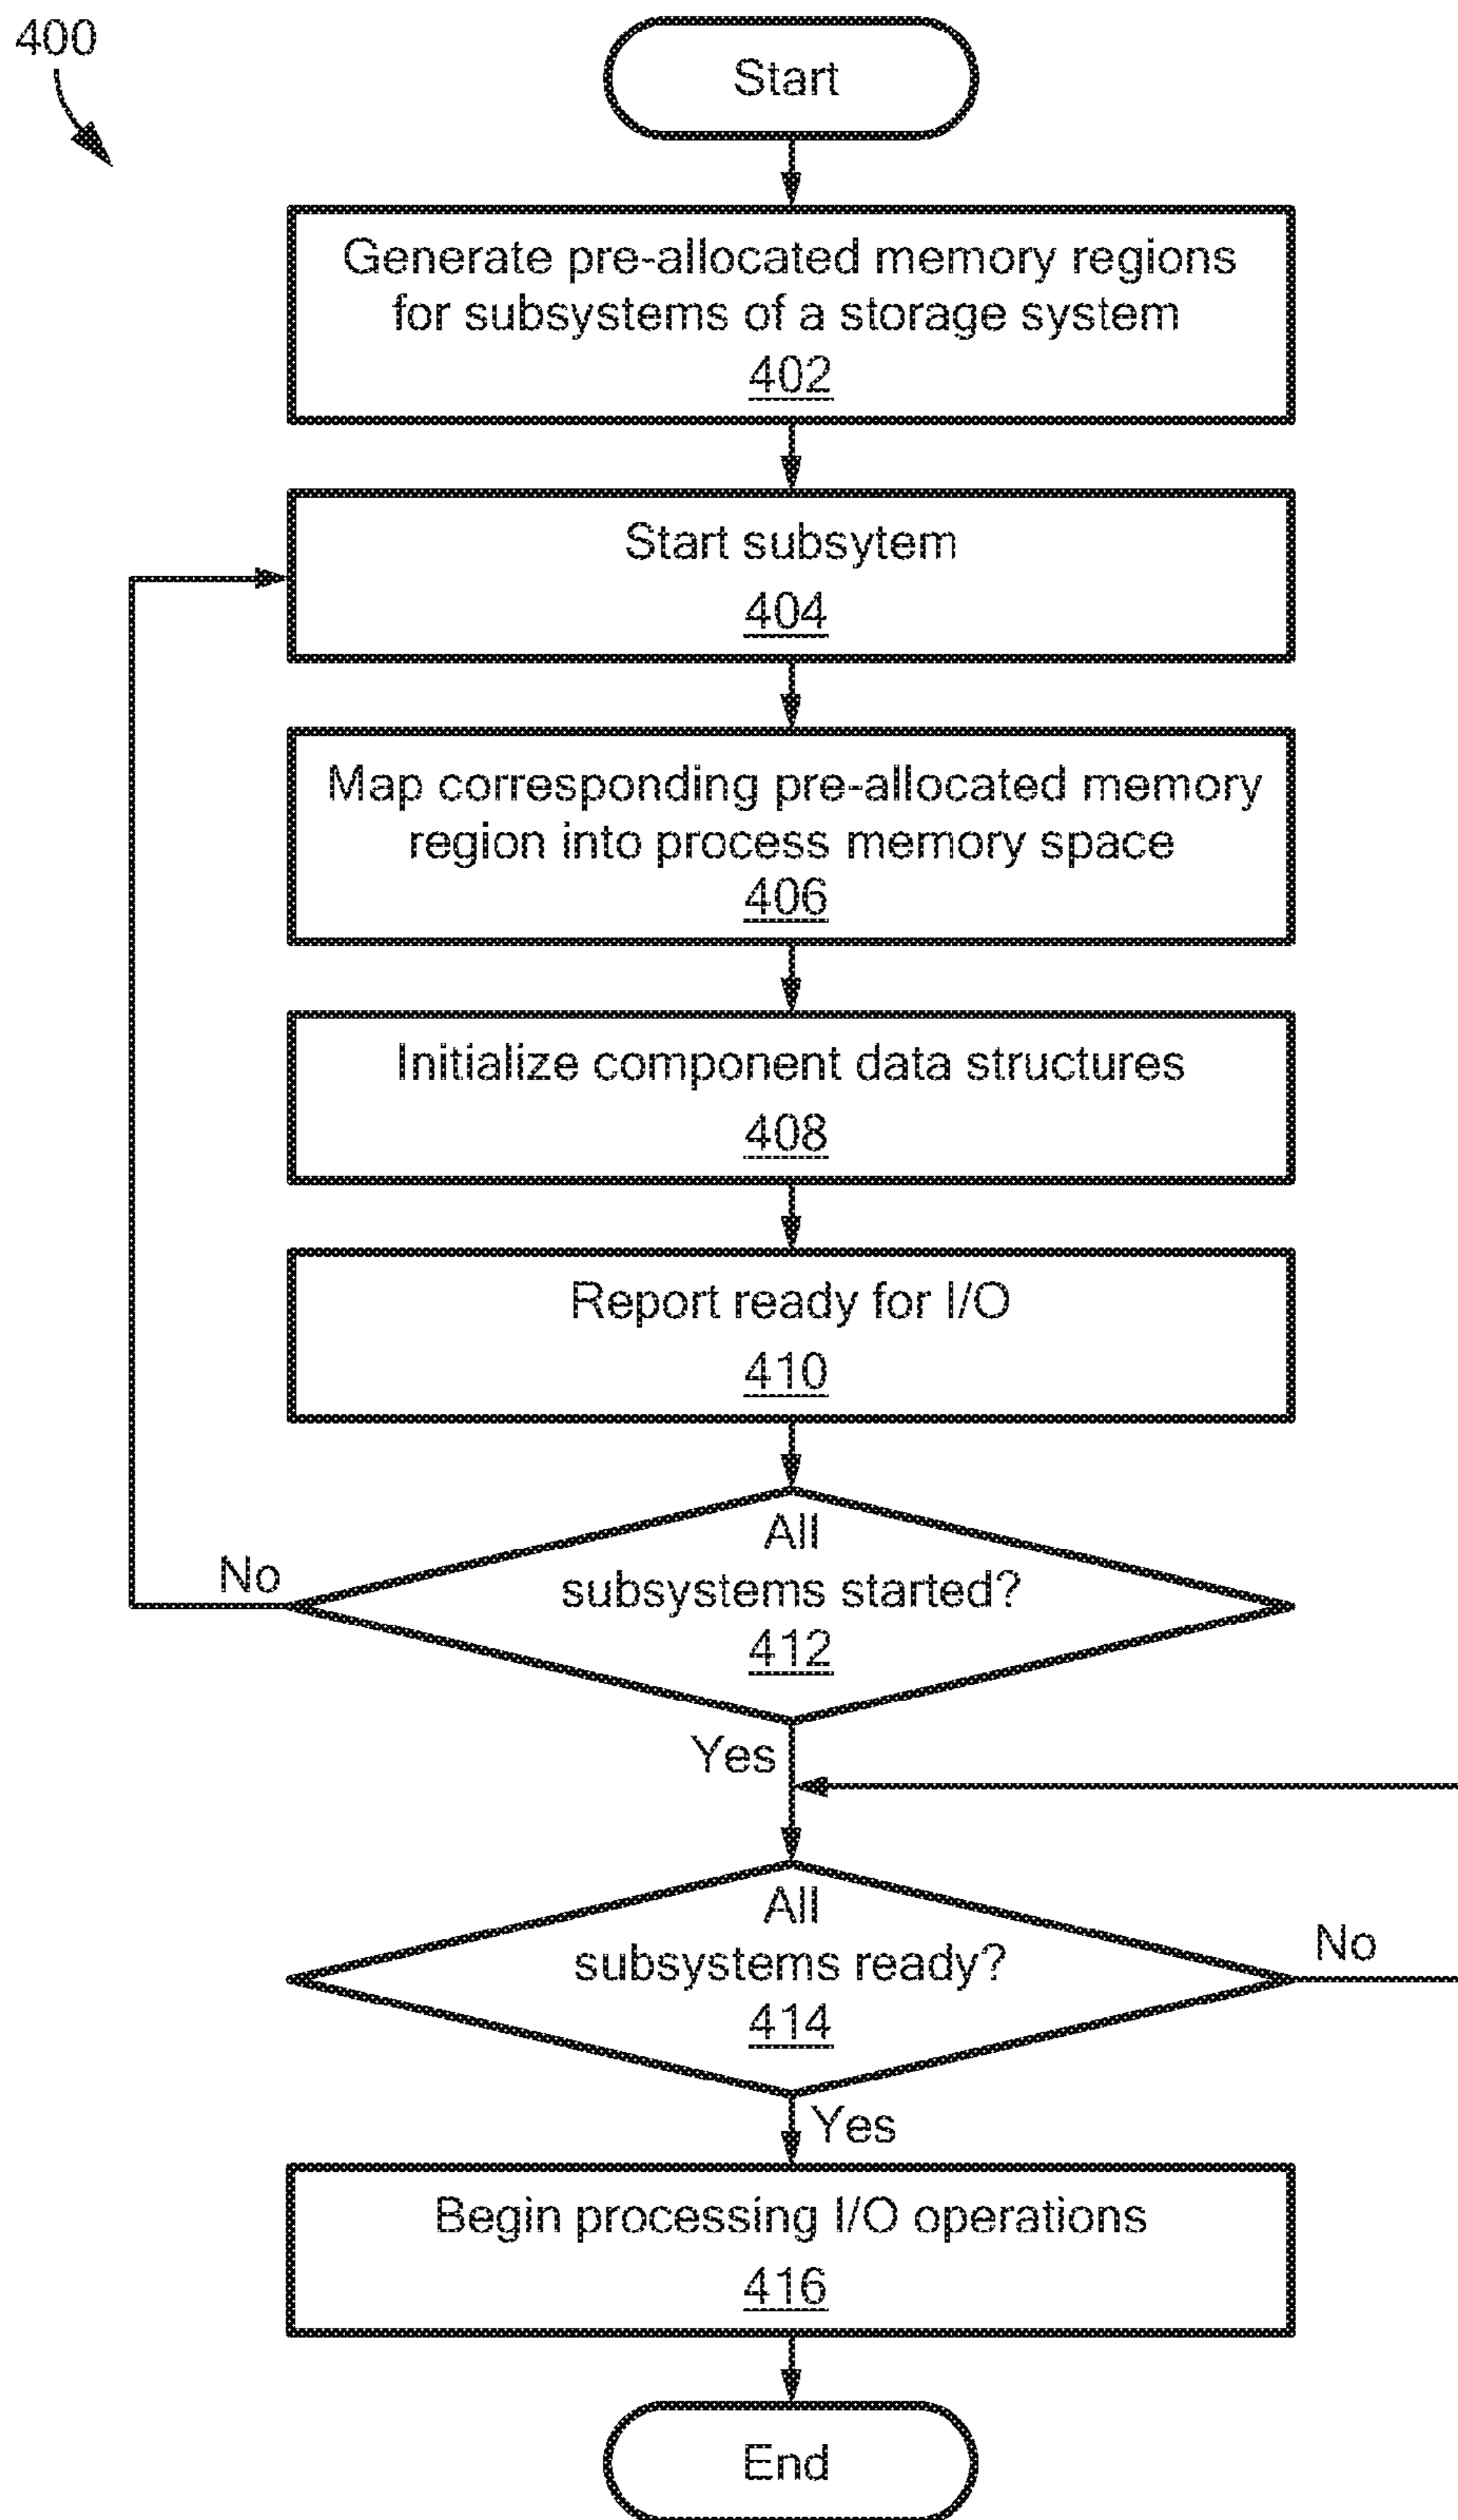 400
Start
Generate pre-allocated memory regions
for subsystems of a storage system
402
Start subsytem
404
Map corresponding pre-allocated memory
region into process memory space
406
Initialize component data structures
408
Report ready for I/O
410
All
subsystems started?
412
No
Yes
All
subsystems ready?
414
No
Yes
Begin processing I/O operations
416
End